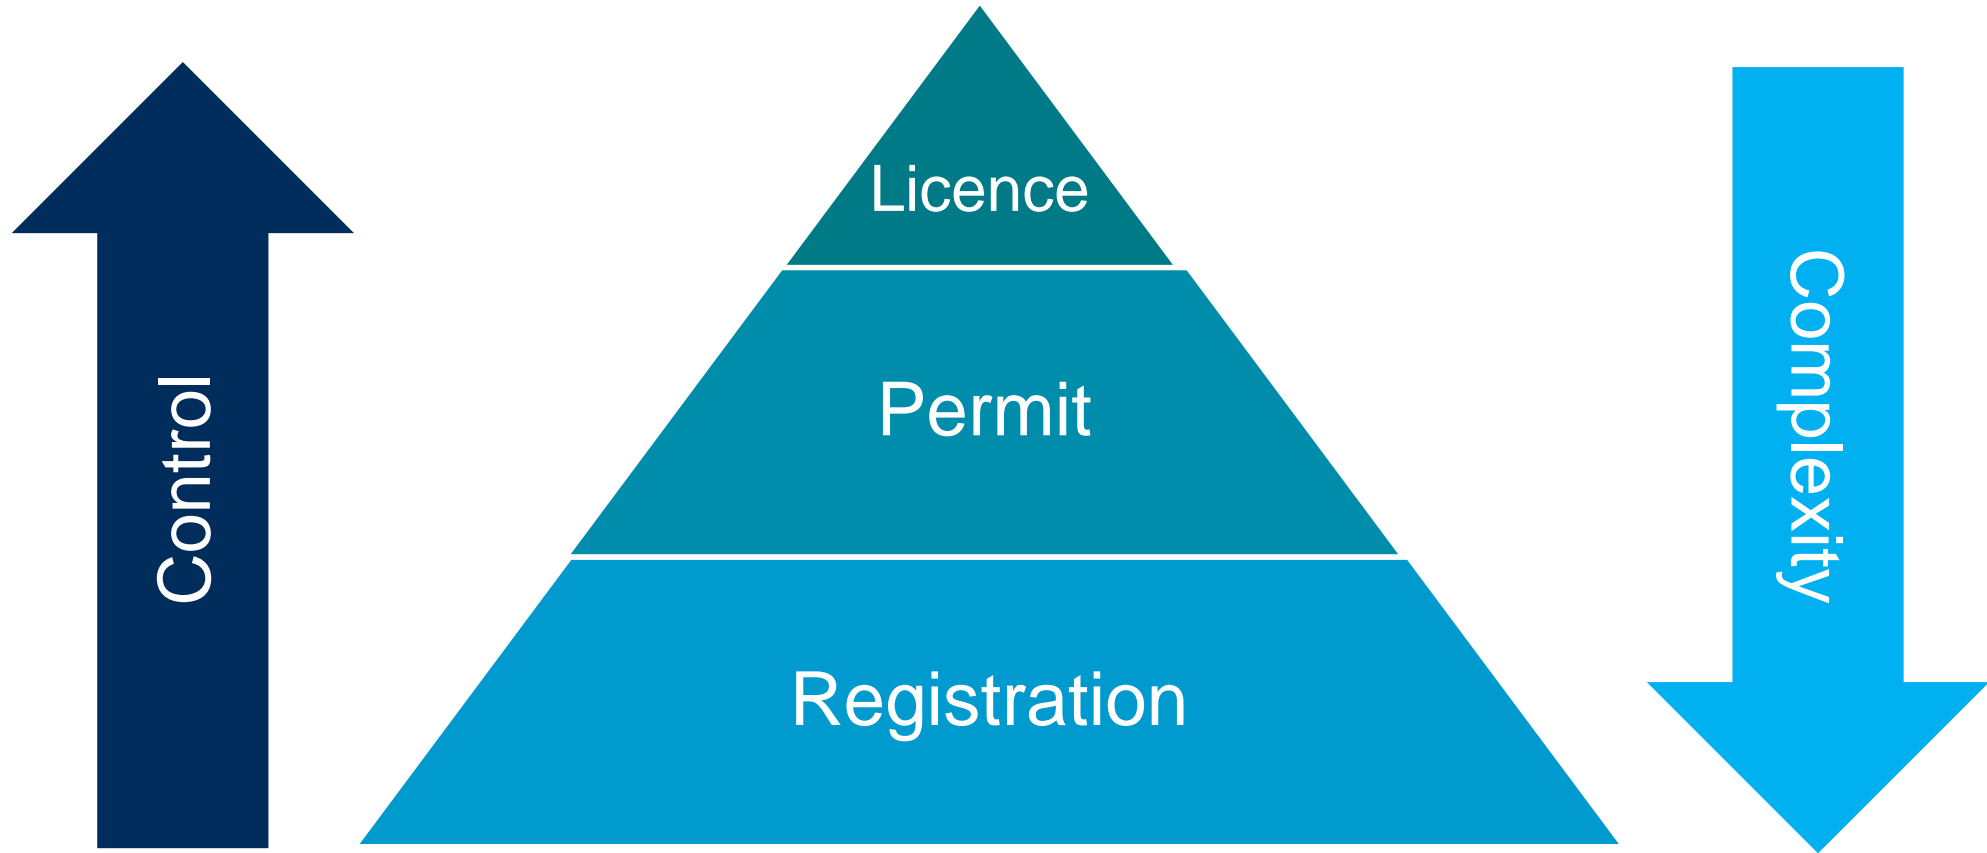 Control
Licence
Permit
Registration
Complexity